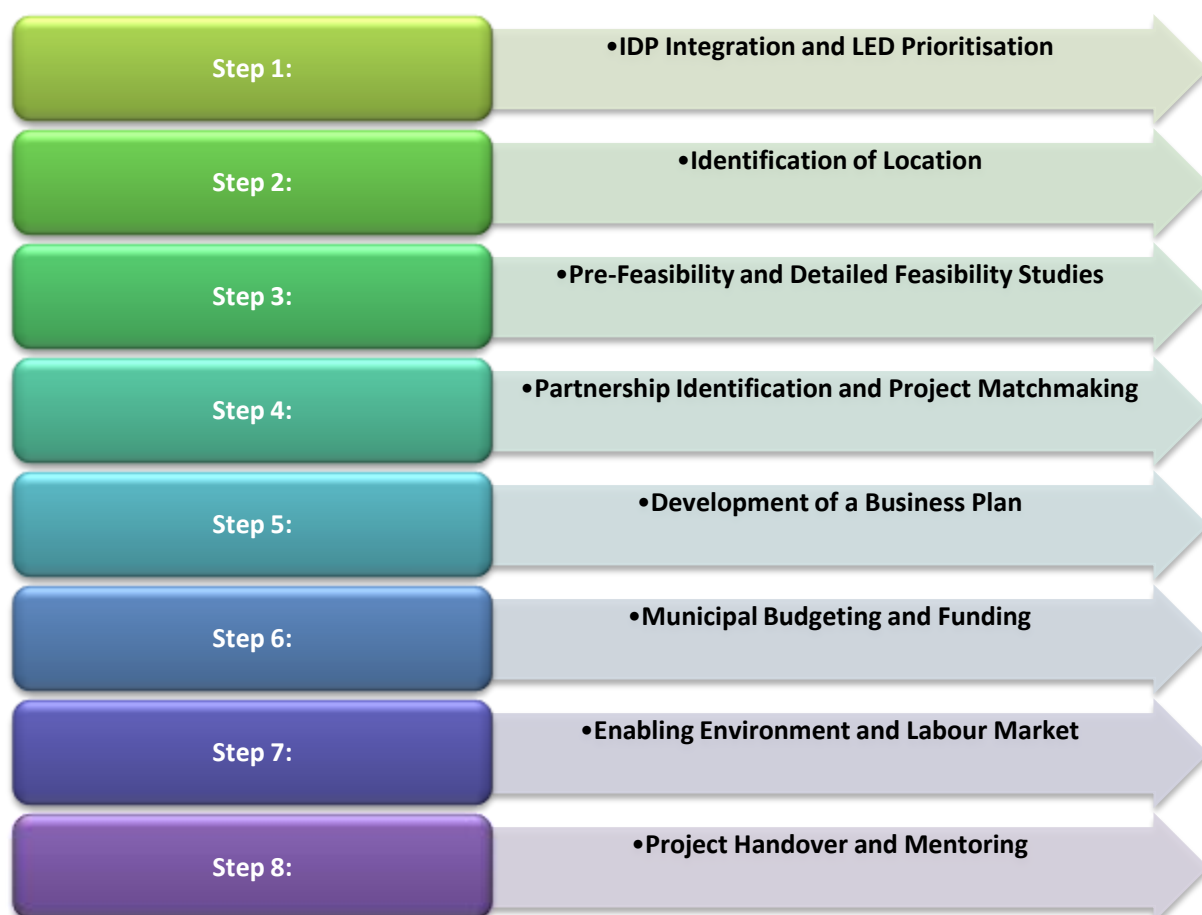 Step 1:
•IDP Integration and LED Prioritisation
Step 2:
•Identification of Location
Step 3:
•Pre-Feasibility and Detailed Feasibility Studies
Step 4:
•Partnership Identification and Project Matchmaking
Step 5:
•Development of a Business Plan
Step 6:
•Municipal Budgeting and Funding
Step 7:
•Enabling Environment and Labour Market
Step 8:
•Project Handover and Mentoring